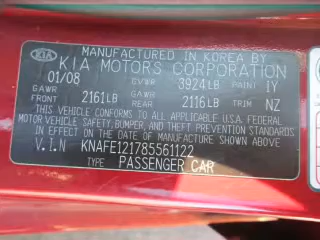 MANUFACTURED IN KOREA BY
KIA KIA MOTORS CORPORATION
01/08 GVWR 3924LB PAINT IY
GAWR FRONT 2161LB GAWR REAR 2116LB TRIM NZ
THIS VEHICLE CONFORMS TO ALL APPLICABLE U.S.A. FEDERAL
MOTOR VEHICLE SAFETY, BUMPER, AND THEFT PREVENTION STANDARDS
IN EFFECT ON THE DATE OF MANUFACTURE SHOWN ABOVE.
V.I.N KNAFE121785561122
TYPE PASSENGER CAR